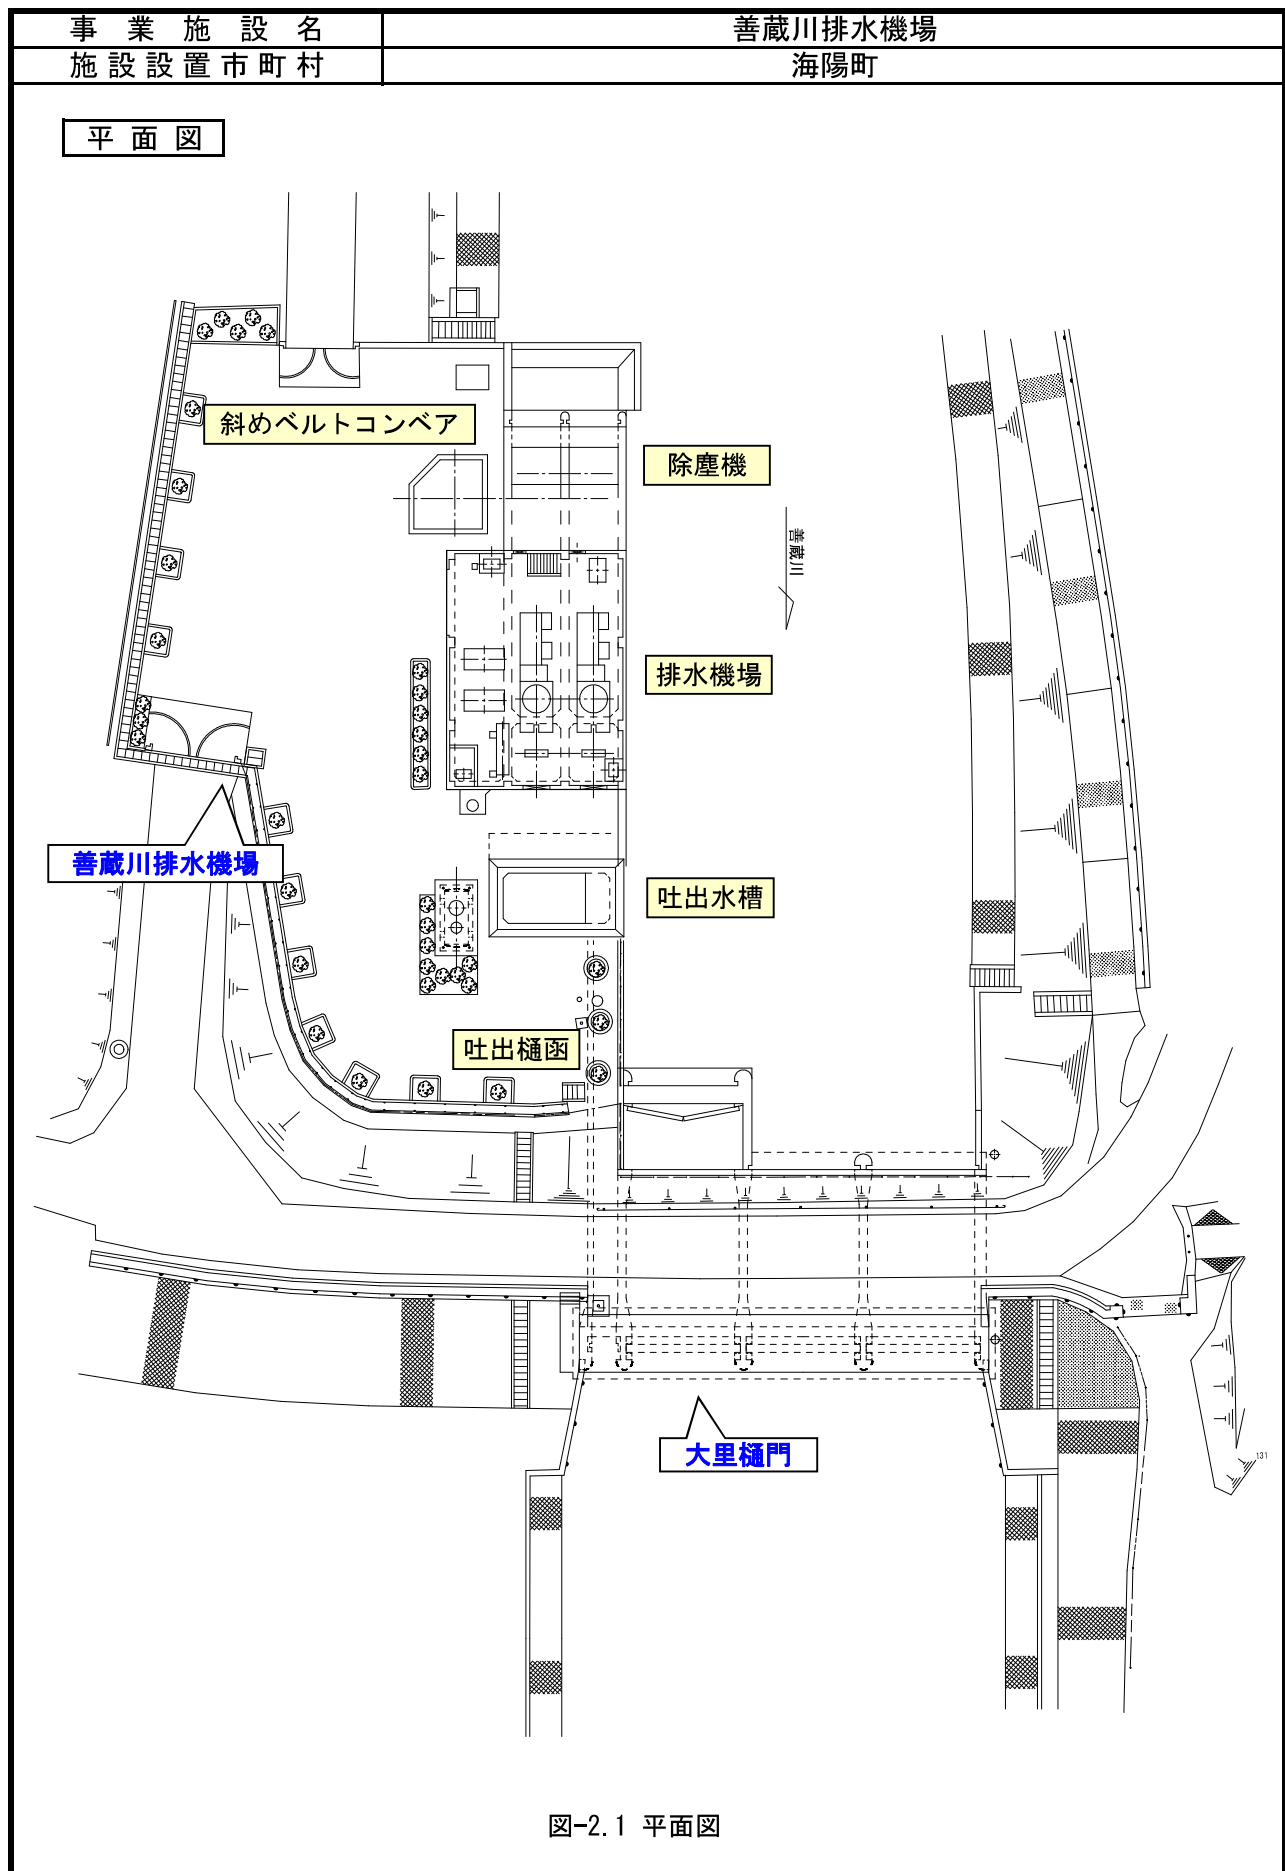 事業施設名 善蔵川排水機場
施設設置市町村 海陽町
平面図
斜めベルトコンベア
除塵機
善蔵川
排水機場
善蔵川排水機場
吐出水槽
吐出樋函
大里樋門
131
図-2.1 平面図